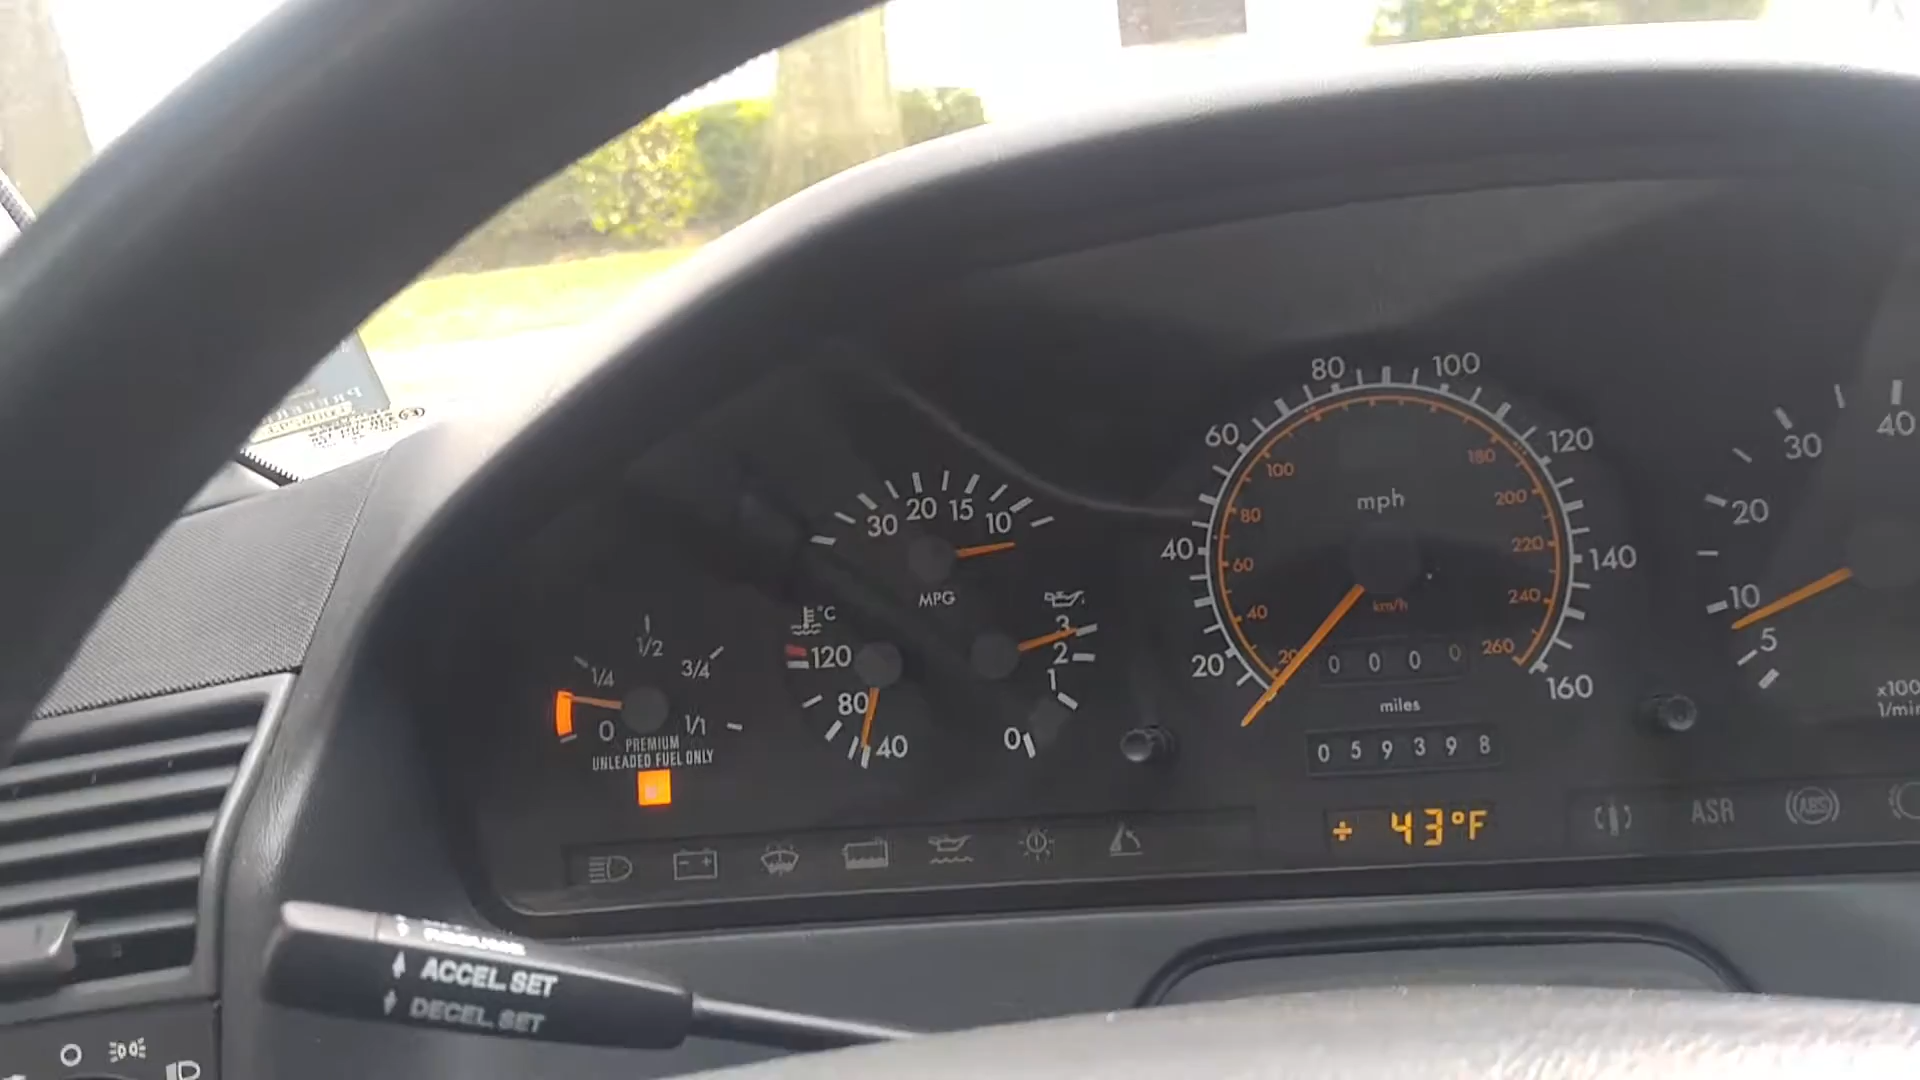 80 100
60 120
40 140
20 160
mph
100 180
80 200
60 220
40 240
20 260
km/h
0 0 0 0
miles
0 5 9 3 9 8
÷ 43°F
30 20 15 10
MPG
°C
120
80
40
3
2
1
0
1/2
1/4 3/4
0 1/1
PREMIUM
UNLEADED FUEL ONLY
40
30
20
10
5
x100
1/min
- +
ASR
ABS
ACCEL. SET
DECEL. SET